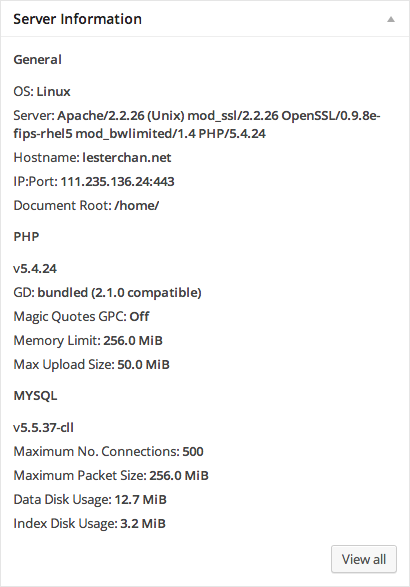 Server Information
General
OS: Linux
Server: Apache/2.2.26 (Unix) mod_ssl/2.2.26 OpenSSL/0.9.8e-
fips-rhel5 mod_bwlimited/1.4 PHP/5.4.24
Hostname: lesterchan.net
IP:Port: 111.235.136.24:443
Document Root: /home/
PHP
v5.4.24
GD: bundled (2.1.0 compatible)
Magic Quotes GPC: Off
Memory Limit: 256.0 MiB
Max Upload Size: 50.0 MiB
MYSQL
v5.5.37-cll
Maximum No. Connections: 500
Maximum Packet Size: 256.0 MiB
Data Disk Usage: 12.7 MiB
Index Disk Usage: 3.2 MiB
View all